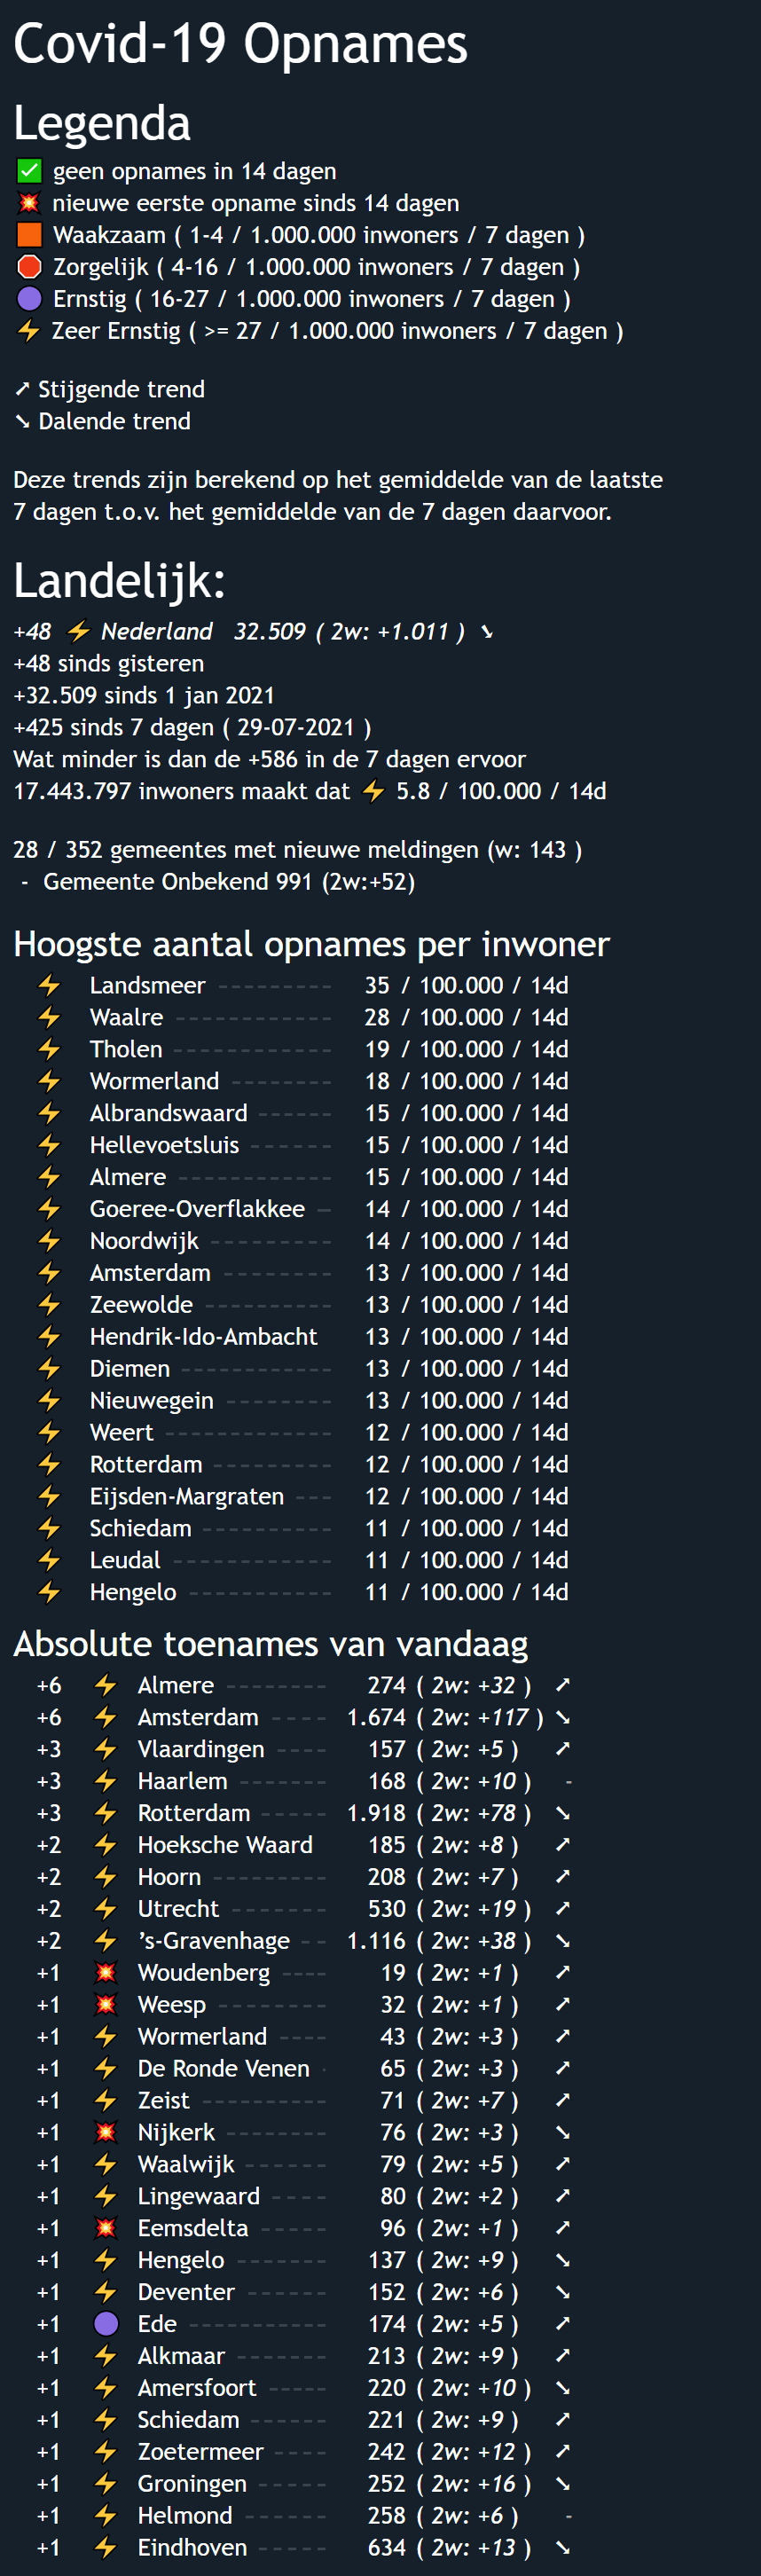 Covid-19 Opnames
Legenda
✅ geen opnames in 14 dagen
💥 nieuwe eerste opname sinds 14 dagen
🟧 Waakzaam ( 1-4 / 1.000.000 inwoners / 7 dagen )
🛑 Zorgelijk ( 4-16 / 1.000.000 inwoners / 7 dagen )
🟣 Ernstig ( 16-27 / 1.000.000 inwoners / 7 dagen )
⚡ Zeer Ernstig ( >= 27 / 1.000.000 inwoners / 7 dagen )
➚ Stijgende trend
➘ Dalende trend
Deze trends zijn berekend op het gemiddelde van de laatste
7 dagen t.o.v. het gemiddelde van de 7 dagen daarvoor.
Landelijk:
+48 ⚡ Nederland 32.509 ( 2w: +1.011 ) ➘
+48 sinds gisteren
+32.509 sinds 1 jan 2021
+425 sinds 7 dagen ( 29-07-2021 )
Wat minder is dan de +586 in de 7 dagen ervoor
17.443.797 inwoners maakt dat ⚡ 5.8 / 100.000 / 14d
28 / 352 gemeentes met nieuwe meldingen (w: 143 )
- Gemeente Onbekend 991 (2w:+52)
Hoogste aantal opnames per inwoner
⚡ Landsmeer --------- 35 / 100.000 / 14d
⚡ Waalre ------------ 28 / 100.000 / 14d
⚡ Tholen ------------ 19 / 100.000 / 14d
⚡ Wormerland -------- 18 / 100.000 / 14d
⚡ Albrandswaard ------ 15 / 100.000 / 14d
⚡ Hellevoetsluis ------ 15 / 100.000 / 14d
⚡ Almere ------------ 15 / 100.000 / 14d
⚡ Goeree-Overflakkee - 14 / 100.000 / 14d
⚡ Noordwijk --------- 14 / 100.000 / 14d
⚡ Amsterdam -------- 13 / 100.000 / 14d
⚡ Zeewolde ---------- 13 / 100.000 / 14d
⚡ Hendrik-Ido-Ambacht 13 / 100.000 / 14d
⚡ Diemen ------------ 13 / 100.000 / 14d
⚡ Nieuwegein -------- 13 / 100.000 / 14d
⚡ Weert ------------- 12 / 100.000 / 14d
⚡ Rotterdam --------- 12 / 100.000 / 14d
⚡ Eijsden-Margraten --- 12 / 100.000 / 14d
⚡ Schiedam ---------- 11 / 100.000 / 14d
⚡ Leudal ------------ 11 / 100.000 / 14d
⚡ Hengelo ----------- 11 / 100.000 / 14d
Absolute toenames van vandaag
+6 ⚡ Almere -------- 274 ( 2w: +32 ) ➚
+6 ⚡ Amsterdam ----- 1.674 ( 2w: +117 ) ➘
+3 ⚡ Vlaardingen ---- 157 ( 2w: +5 ) ➚
+3 ⚡ Haarlem ------- 168 ( 2w: +10 ) -
+3 ⚡ Rotterdam ------ 1.918 ( 2w: +78 ) ➘
+2 ⚡ Hoeksche Waard 185 ( 2w: +8 ) ➚
+2 ⚡ Hoorn --------- 208 ( 2w: +7 ) ➚
+2 ⚡ Utrecht -------- 530 ( 2w: +19 ) ➚
+2 ⚡ ’s-Gravenhage -- 1.116 ( 2w: +38 ) ➘
+1 💥 Woudenberg ---- 19 ( 2w: +1 ) ➚
+1 💥 Weesp --------- 32 ( 2w: +1 ) ➚
+1 ⚡ Wormerland ---- 43 ( 2w: +3 ) ➚
+1 ⚡ De Ronde Venen - 65 ( 2w: +3 ) ➚
+1 ⚡ Zeist ---------- 71 ( 2w: +7 ) ➚
+1 💥 Nijkerk -------- 76 ( 2w: +3 ) ➘
+1 ⚡ Waalwijk ------ 79 ( 2w: +5 ) ➚
+1 ⚡ Lingewaard ---- 80 ( 2w: +2 ) ➚
+1 💥 Eemsdelta ----- 96 ( 2w: +1 ) ➚
+1 ⚡ Hengelo ------- 137 ( 2w: +9 ) ➘
+1 ⚡ Deventer ------ 152 ( 2w: +6 ) ➘
+1 🟣 Ede ----------- 174 ( 2w: +5 ) ➚
+1 ⚡ Alkmaar ------- 213 ( 2w: +9 ) ➚
+1 ⚡ Amersfoort ----- 220 ( 2w: +10 ) ➘
+1 ⚡ Schiedam ------ 221 ( 2w: +9 ) ➚
+1 ⚡ Zoetermeer ---- 242 ( 2w: +12 ) ➚
+1 ⚡ Groningen ----- 252 ( 2w: +16 ) ➘
+1 ⚡ Helmond ------ 258 ( 2w: +6 ) -
+1 ⚡ Eindhoven ----- 634 ( 2w: +13 ) ➘